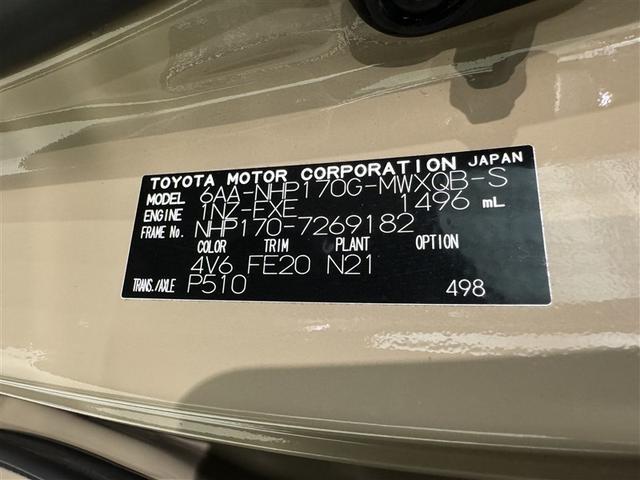 TOYOTA MOTOR CORPORATION JAPAN
MODEL 6AA-NHP170G-MWXQB-S
ENGINE 1NZ-EXE 1496 mL
FRAME No. NHP170-7269182
COLOR TRIM PLANT OPTION
4V6 FE20 N21
TRANS./AXLE P510 498